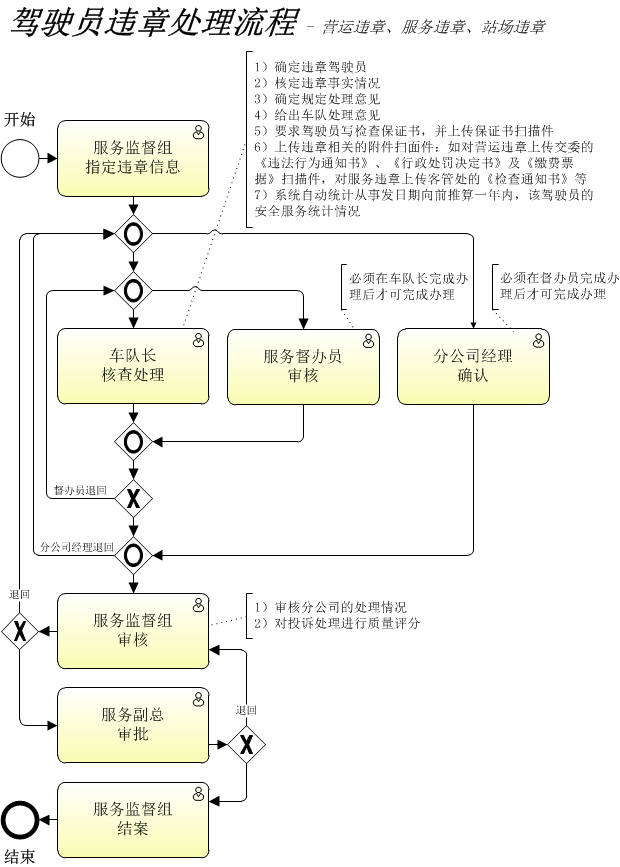 驾驶员违章处理流程 - 营运违章、服务违章、站场违章
1）确定违章驾驶员
2）核定违章事实情况
3）确定规定处理意见
4）给出车队处理意见
5）要求驾驶员写检查保证书，并上传保证书扫描件
6）上传违章相关的附件扫面件：如对营运违章上传交委的
《违法行为通知书》、《行政处罚决定书》及《缴费票
据》扫描件，对服务违章上传客管处的《检查通知书》等
7）系统自动统计从事发日期向前推算一年内，该驾驶员的
安全服务统计情况
开始
服务监督组
指定违章信息
必须在车队长完成办
理后才可完成办理
必须在督办员完成办
理后才可完成办理
车队长
核查处理
服务督办员
审核
分公司经理
确认
督办员退回
X
分公司经理退回
退回
X
服务监督组
审核
1）审核分公司的处理情况
2）对投诉处理进行质量评分
服务副总
审批
退回
X
服务监督组
结案
结束